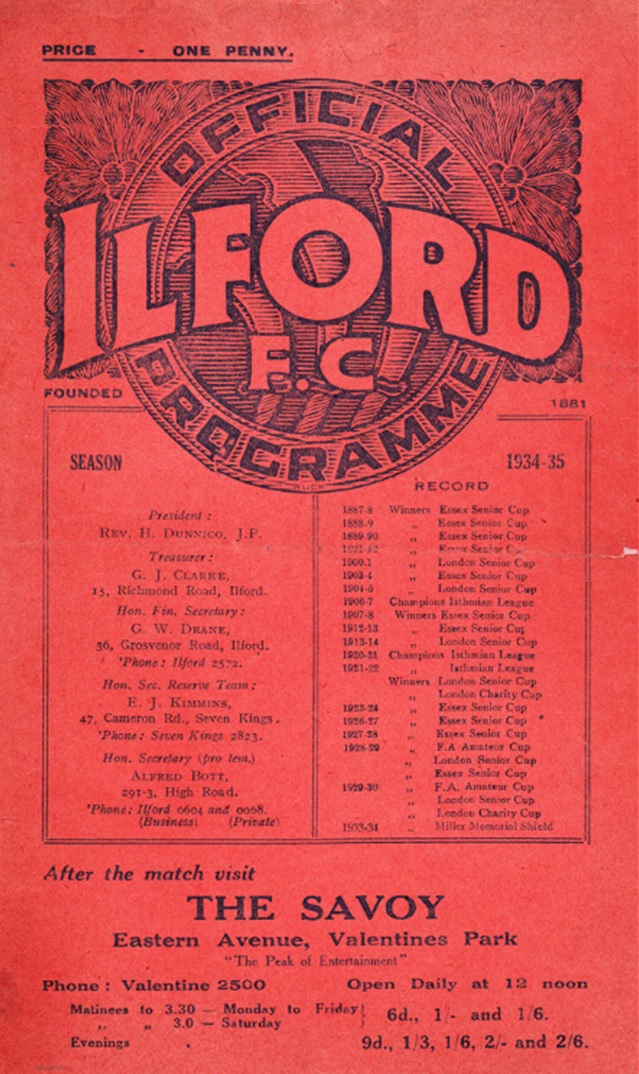 PRICE - ONE PENNY.
OFFICIAL
ILFORD
F.C.
PROGRAMME
FOUNDED 1881
SEASON 1934-35
President :
REV. H. DUNNICO, J.P.
Treasurer :
G. J. CLARKE,
15, Richmond Road, Ilford.
Hon. Fin. Secretary :
G. W. DRANE,
36, Grosvenor Road, Ilford.
'Phone : Ilford 2572.
Hon. Sec. Reserve Team :
E. J. KIMMINS,
47, Cameron Rd., Seven Kings.
'Phone: Seven Kings 2823.
Hon. Secretary (pro tem.)
ALFRED BOTT,
291-3, High Road.
'Phone: Ilford 0604 and 0068.
(Business) (Private)
RECORD
1887-8 Winners Essex Senior Cup
1888-9 " Essex Senior Cup
1889-90 " Essex Senior Cup
1891-92 " Essex Senior Cup
1900-1 " London Senior Cup
1903-4 " Essex Senior Cup
1904-5 " London Senior Cup
1906-7 Champions Isthmian League
1907-8 Winners Essex Senior Cup
1912-13 " Essex Senior Cup
1913-14 " London Senior Cup
1920-21 Champions Isthmian League
1921-22 " Isthmian League
Winners London Senior Cup
" London Charity Cup
1923-24 " Essex Senior Cup
1926-27 " Essex Senior Cup
1927-28 " Essex Senior Cup
1928-29 " F.A Amateur Cup
" London Senior Cup
" Essex Senior Cup
1929-30 " F.A. Amateur Cup
" London Senior Cup
" London Charity Cup
1933-34 " Miller Memorial Shield
After the match visit
THE SAVOY
Eastern Avenue, Valentines Park
"The Peak of Entertainment"
Phone : Valentine 2500 Open Daily at 12 noon
Matinees to 3.30 — Monday to Friday } 6d., 1/- and 1/6.
" " 3.0 — Saturday
Evenings . 9d., 1/3, 1/6, 2/- and 2/6.